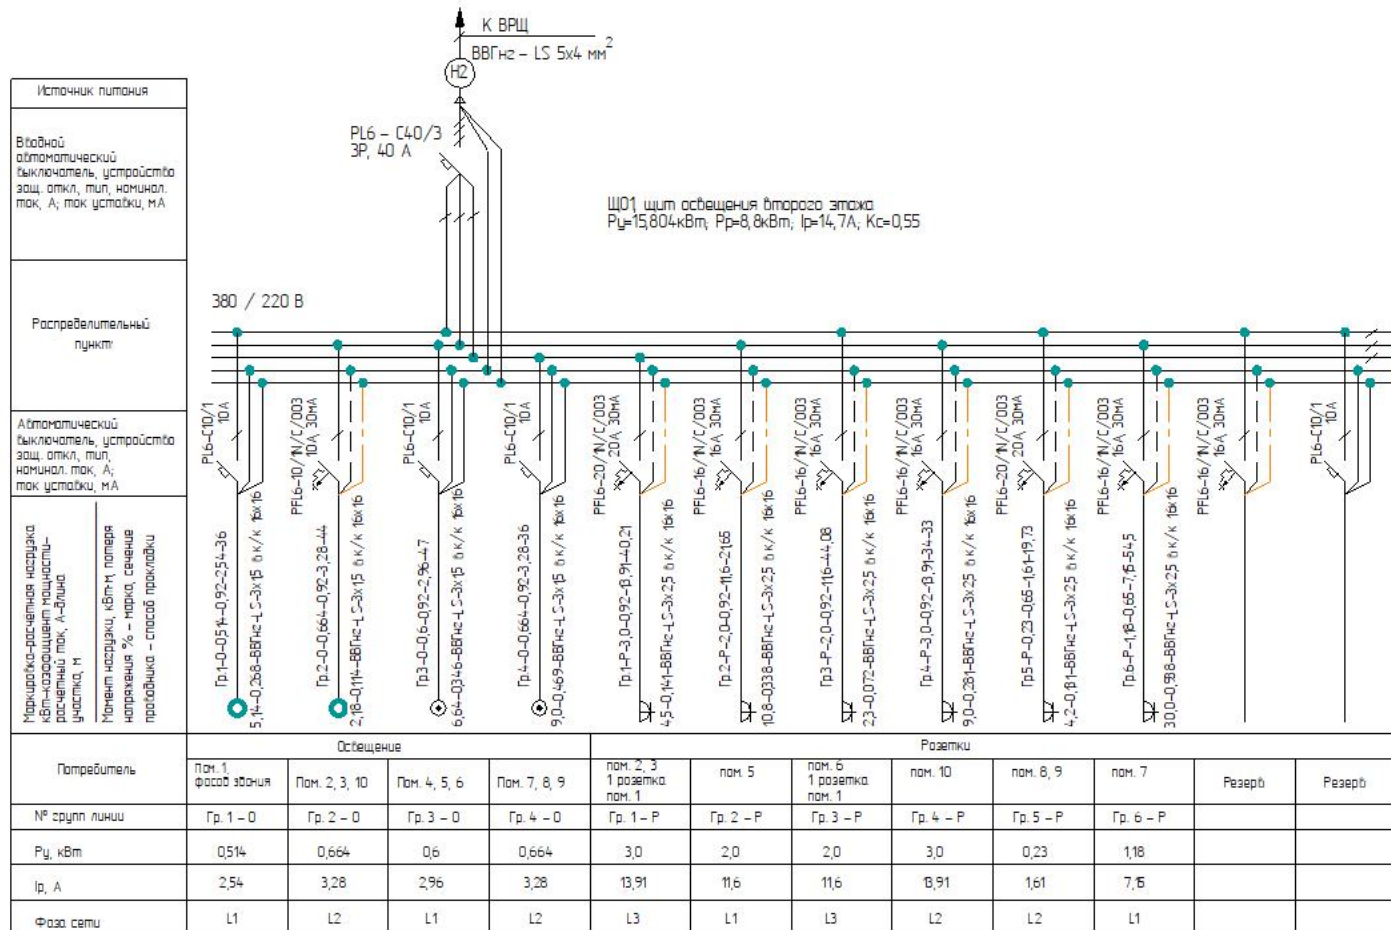 К ВРЩ
ВВГнг - LS 5х4 мм²
Н2
Источник питания
PL6 - C40/3
3P, 40 А
Вводной
автоматический
выключатель, устройство
защ. откл, тип, номинал.
ток, А; ток уставки, мА
ЩО1, щит освещения второго этажа
Ру=15,804кВт; Рр=8,8кВт; Iр=14,7А; Кс=0,55
380 / 220 В
Распределительный
пункт
Автоматический
выключатель, устройство
защ. откл, тип,
номинал. ток, А;
ток уставки, мА
PL6-C10/1
10 А
PFL6-10/1N/C/003
10А, 30мА
PL6-C10/1
10 А
PL6-C10/1
10 А
PFL6-20/1N/C/003
20А, 30мА
PFL6-16/1N/C/003
16А, 30мА
PFL6-16/1N/C/003
16А, 30мА
PFL6-16/1N/C/003
16А, 30мА
PFL6-20/1N/C/003
20А, 30мА
PFL6-16/1N/C/003
16А, 30мА
PFL6-16/1N/C/003
16А, 30мА
PL6-C10/1
10 А
Маркировка-расчетная нагрузка
кВт-коэффициент мощности-
расчетный ток, А-длина
участка, м
Момент нагрузки, кВт·м, потеря
напряжения % - марка, сечение
проводника - способ прокладки
Гр.1-О-0,514-0,92-2,54-36
5,14-0,268-ВВГнг-LS-3х1,5 в к/к 16х16
Гр.2-О-0,664-0,92-3,28-44
2,18-0,114-ВВГнг-LS-3х1,5 в к/к 16х16
Гр.3-О-0,6-0,92-2,96-47
6,64-0,346-ВВГнг-LS-3х1,5 в к/к 16х16
Гр.4-О-0,664-0,92-3,28-36
9,0-0,469-ВВГнг-LS-3х1,5 в к/к 16х16
Гр.1-Р-3,0-0,92-13,91-40,21
4,5-0,141-ВВГнг-LS-3х2,5 в к/к 16х16
Гр.2-Р-2,0-0,92-11,6-21,65
10,8-0,338-ВВГнг-LS-3х2,5 в к/к 16х16
Гр.3-Р-2,0-0,92-11,6-44,08
2,3-0,072-ВВГнг-LS-3х2,5 в к/к 16х16
Гр.4-Р-3,0-0,92-13,91-34-33
9,0-0,281-ВВГнг-LS-3х2,5 в к/к 16х16
Гр.5-Р-0,23-0,65-1,61-19,73
4,2-0,131-ВВГнг-LS-3х2,5 в к/к 16х16
Гр.6-Р-1,18-0,65-7,15-54,5
30,0-0,938-ВВГнг-LS-3х2,5 в к/к 16х16
Освещение
Розетки
Потребитель
Пом. 1,
фасад здания
Пом. 2, 3, 10
Пом. 4, 5, 6
Пом. 7, 8, 9
пом. 2, 3
1 розетка
пом. 1
пом. 5
пом. 6
1 розетка
пом. 1
пом. 10
пом. 8, 9
пом. 7
Резерв
Резерв
№ групп линии
Гр. 1 - О
Гр. 2 - О
Гр. 3 - О
Гр. 4 - О
Гр. 1 - Р
Гр. 2 - Р
Гр. 3 - Р
Гр. 4 - Р
Гр. 5 - Р
Гр. 6 - Р
Ру, кВт
0,514
0,664
0,6
0,664
3,0
2,0
2,0
3,0
0,23
1,18
Iр, А
2,54
3,28
2,96
3,28
13,91
11,6
11,6
13,91
1,61
7,15
Фаза сети
L1
L2
L1
L2
L3
L1
L3
L2
L2
L1